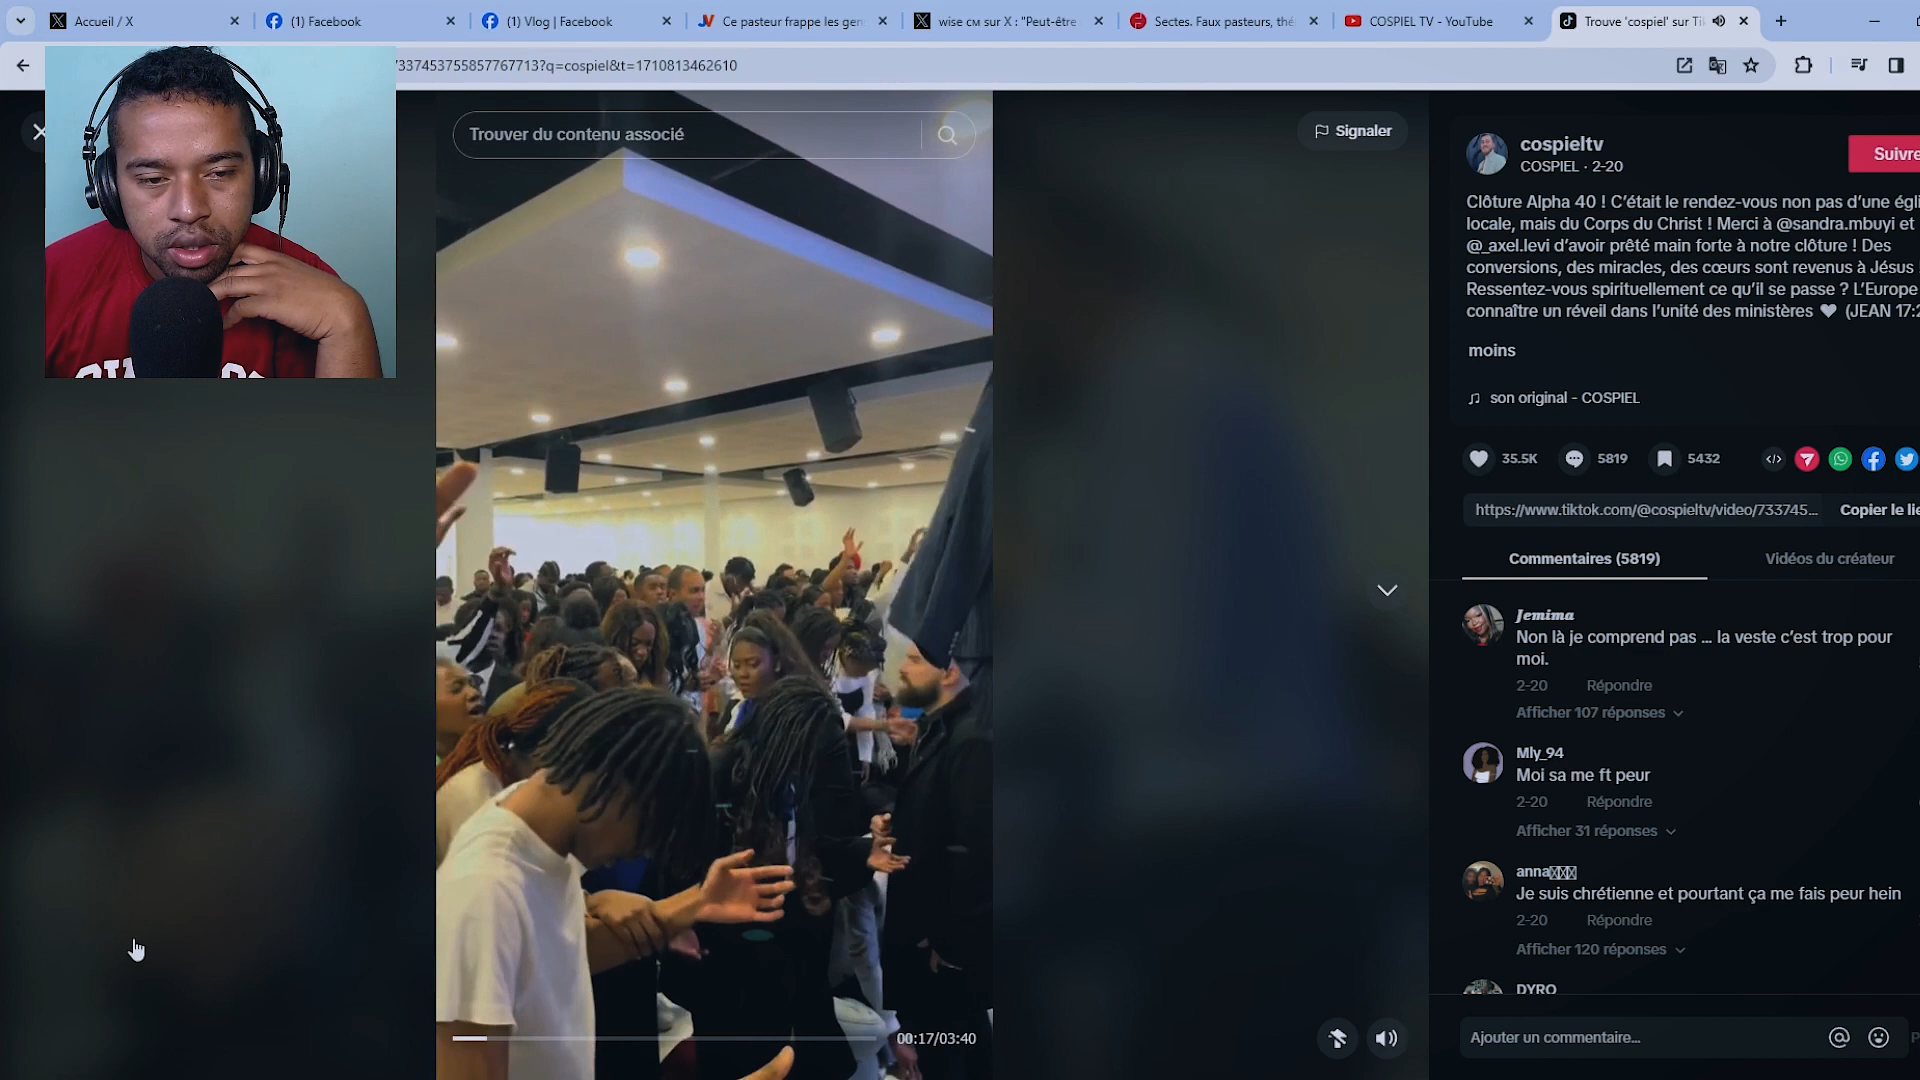 Accueil / X
(1) Facebook
(1) Vlog | Facebook
Ce pasteur frappe les gen
wise см sur X : "Peut-être
Sectes. Faux pasteurs, thé
COSPIEL TV - YouTube
Trouve 'cospiel' sur Ti
337453755857767713?q=cospiel&t=1710813462610
Trouver du contenu associé
Signaler
cospieltv
COSPIEL · 2-20
Suivre
Clôture Alpha 40 ! C'était le rendez-vous non pas d'une égli
locale, mais du Corps du Christ ! Merci à @sandra.mbuyi et
@_axel.levi d'avoir prêté main forte à notre clôture ! Des
conversions, des miracles, des cœurs sont revenus à Jésus !
Ressentez-vous spirituellement ce qu'il se passe ? L'Europe
connaître un réveil dans l'unité des ministères ♥ (JEAN 17:2
moins
son original - COSPIEL
35.5K
5819
5432
https://www.tiktok.com/@cospieltv/video/733745...
Copier le lie
Commentaires (5819)
Vidéos du créateur
Jemima
Non là je comprend pas ... la veste c'est trop pour
moi.
2-20
Répondre
Afficher 107 réponses
Mly_94
Moi sa me ft peur
2-20
Répondre
Afficher 31 réponses
anna
Je suis chrétienne et pourtant ça me fais peur hein
2-20
Répondre
Afficher 120 réponses
DYRO
Ajouter un commentaire...
00:17/03:40